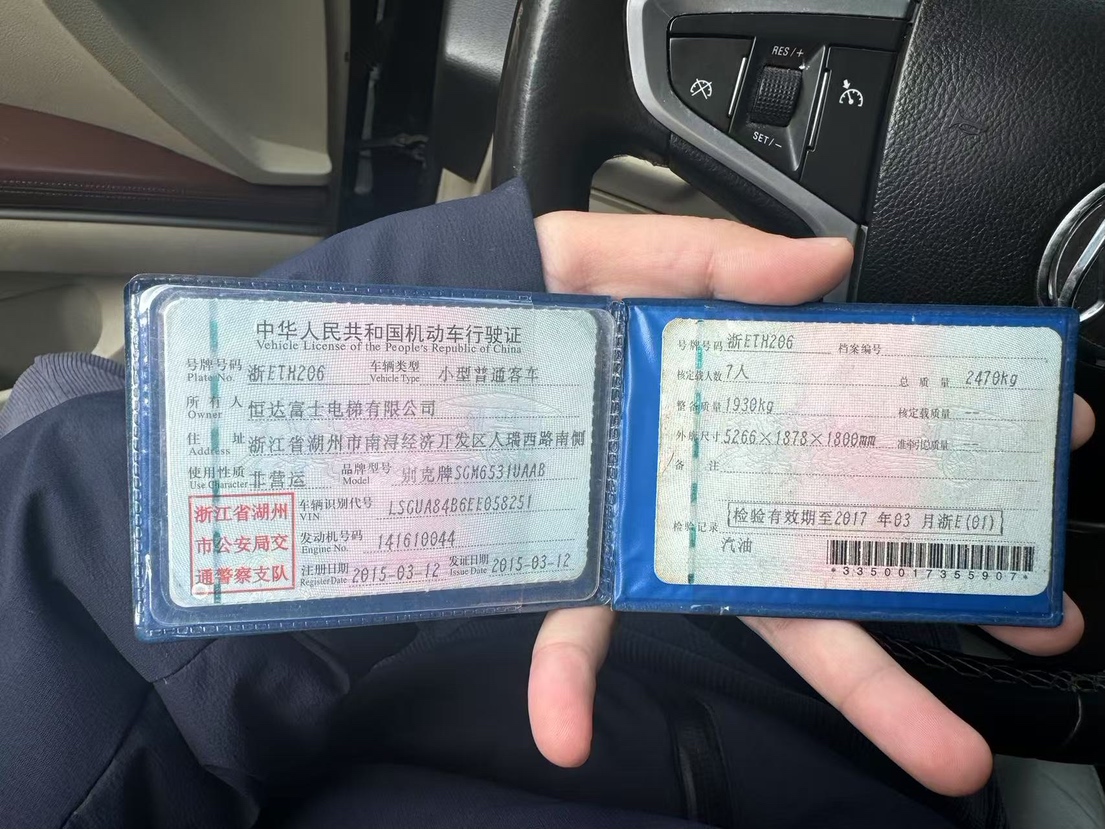 RES/+
SET/-
中华人民共和国机动车行驶证
Vehicle License of the People's Republic of China
号牌号码 浙ETH206 车辆类型 小型普通客车
Plate No. Vehicle Type
所有人 恒达富士电梯有限公司
Owner
住址 浙江省湖州市南浔经济开发区人瑞西路南侧
Address
使用性质 非营运 品牌型号 别克牌SGM6531UAAB
Use Character Model
浙江省湖州
市公安局交
通警察支队
车辆识别代号 LSGUA84B6EE058251
VIN
发动机号码 141610044
Engine No.
注册日期 2015-03-12 发证日期 2015-03-12
Register Date Issue Date
号牌号码 浙ETH206 档案编号
核定载人数 7人 总质量 2470kg
整备质量 1930kg 核定载质量 --
外廓尺寸 5266×1878×1800mm 准牵引总质量 --
备注
检验记录 检验有效期至2017年03月浙E(01)
汽油
*3350017355907*